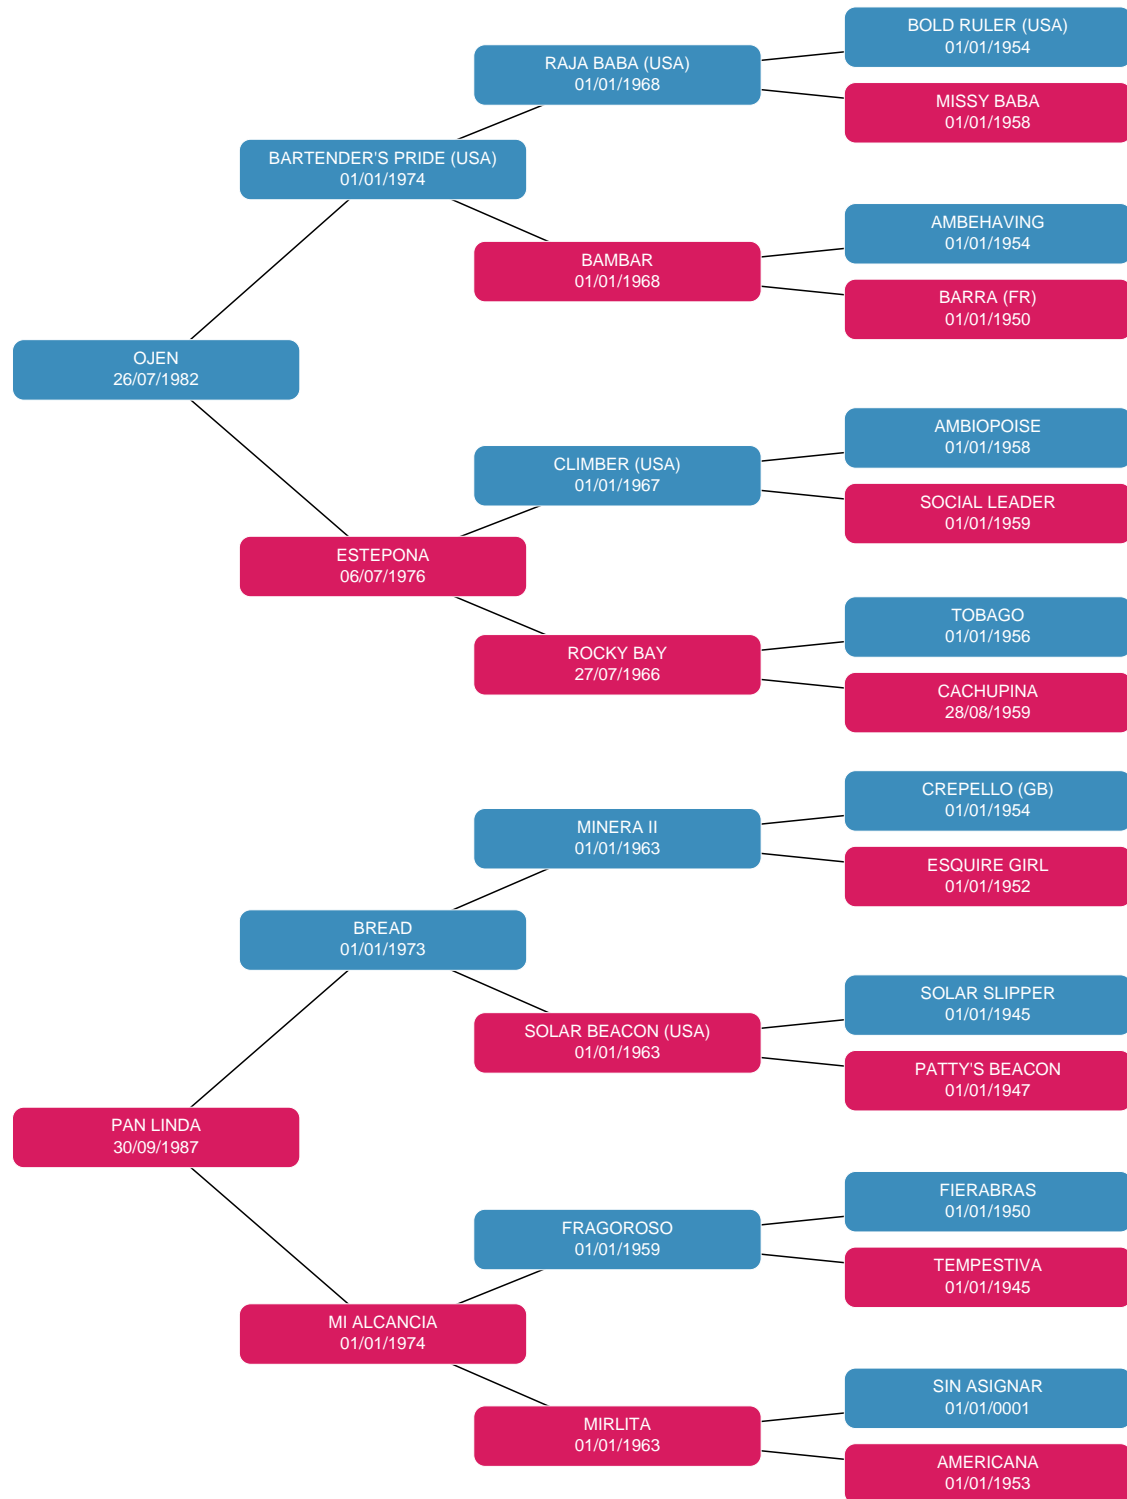 BOLD RULER (USA)
01/01/1954
RAJA BABA (USA)
01/01/1968
MISSY BABA
01/01/1958
BARTENDER'S PRIDE (USA)
01/01/1974
AMBEHAVING
01/01/1954
BAMBAR
01/01/1968
BARRA (FR)
01/01/1950
OJEN
26/07/1982
AMBIOPOISE
01/01/1958
CLIMBER (USA)
01/01/1967
SOCIAL LEADER
01/01/1959
ESTEPONA
06/07/1976
TOBAGO
01/01/1956
ROCKY BAY
27/07/1966
CACHUPINA
28/08/1959
CREPELLO (GB)
01/01/1954
MINERA II
01/01/1963
ESQUIRE GIRL
01/01/1952
BREAD
01/01/1973
SOLAR SLIPPER
01/01/1945
SOLAR BEACON (USA)
01/01/1963
PATTY'S BEACON
01/01/1947
PAN LINDA
30/09/1987
FIERABRAS
01/01/1950
FRAGOROSO
01/01/1959
TEMPESTIVA
01/01/1945
MI ALCANCIA
01/01/1974
SIN ASIGNAR
01/01/0001
MIRLITA
01/01/1963
AMERICANA
01/01/1953